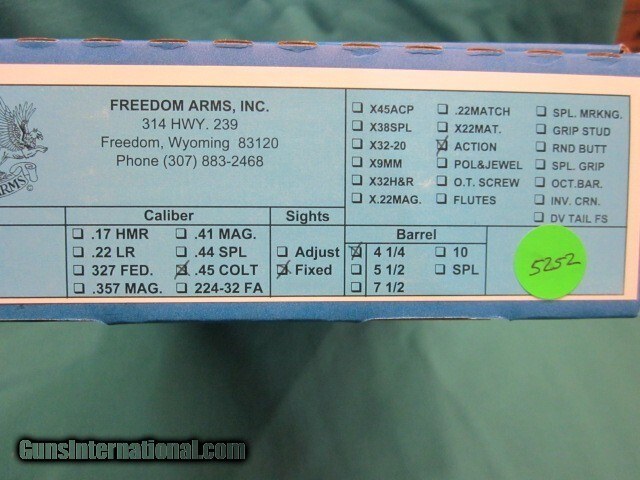 FREEDOM ARMS, INC.
314 HWY. 239
Freedom, Wyoming 83120
Phone (307) 883-2468
ARMS
X45ACP
X38SPL
X32-20
X9MM
X32H&R
X.22MAG.
.22MATCH
X22MAT.
ACTION
POL&JEWEL
O.T. SCREW
FLUTES
SPL. MRKNG.
GRIP STUD
RND BUTT
SPL. GRIP
OCT.BAR.
INV. CRN.
DV TAIL FS
Caliber
.17 HMR
.22 LR
327 FED.
.357 MAG.
.41 MAG.
.44 SPL
.45 COLT
224-32 FA
Sights
Adjust
Fixed
Barrel
4 1/4
5 1/2
7 1/2
10
SPL
5252
GunsInternational.com